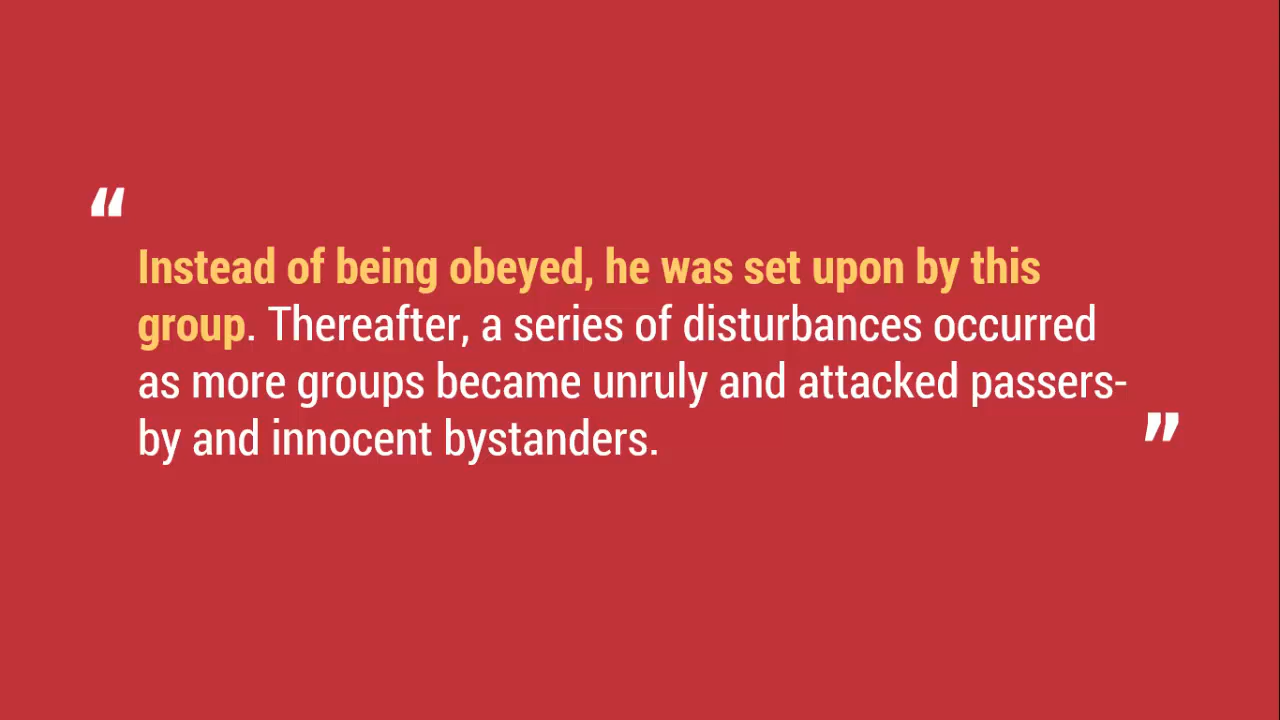 “
Instead of being obeyed, he was set upon by this
group. Thereafter, a series of disturbances occurred
as more groups became unruly and attacked passers-
by and innocent bystanders.
”